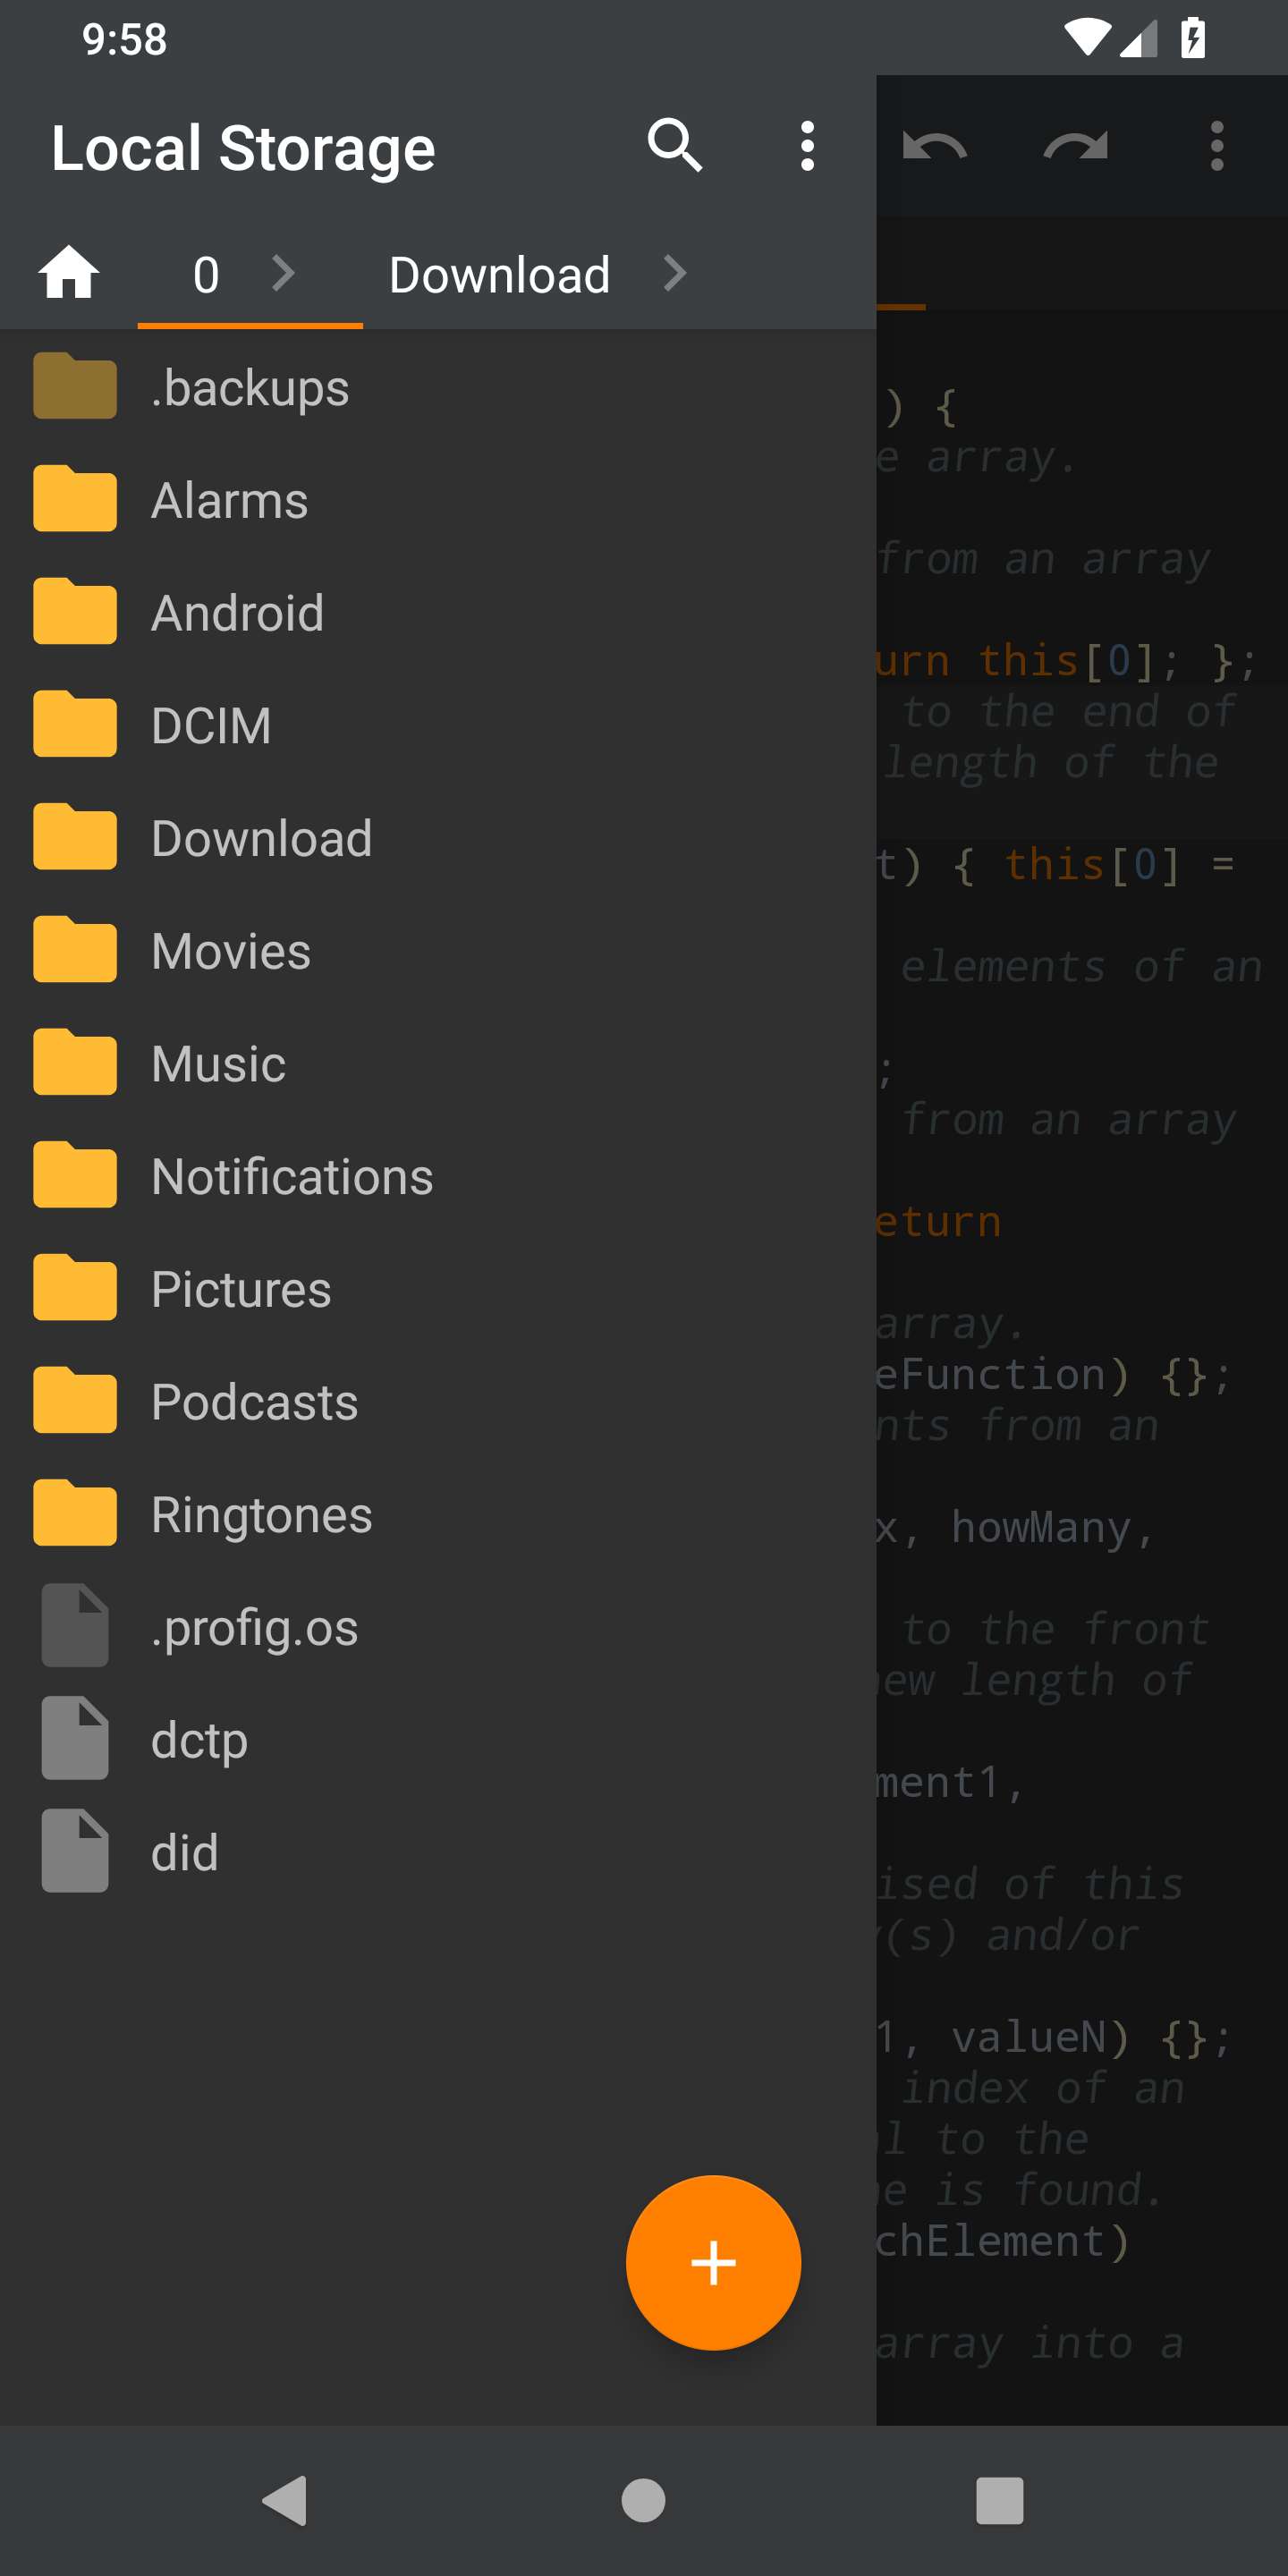 9:58
Local Storage
0
Download
.backups
Alarms
Android
DCIM
Download
Movies
Music
Notifications
Pictures
Podcasts
Ringtones
.profig.os
dctp
did
) {
e array.
from an array
urn this[0]; };
to the end of
length of the
t) { this[0] =
elements of an
;
from an array
eturn
array.
eFunction) {};
nts from an
x, howMany,
to the front
ew length of
ment1,
ised of this
(s) and/or
1, valueN) {};
index of an
l to the
e is found.
chElement)
array into a